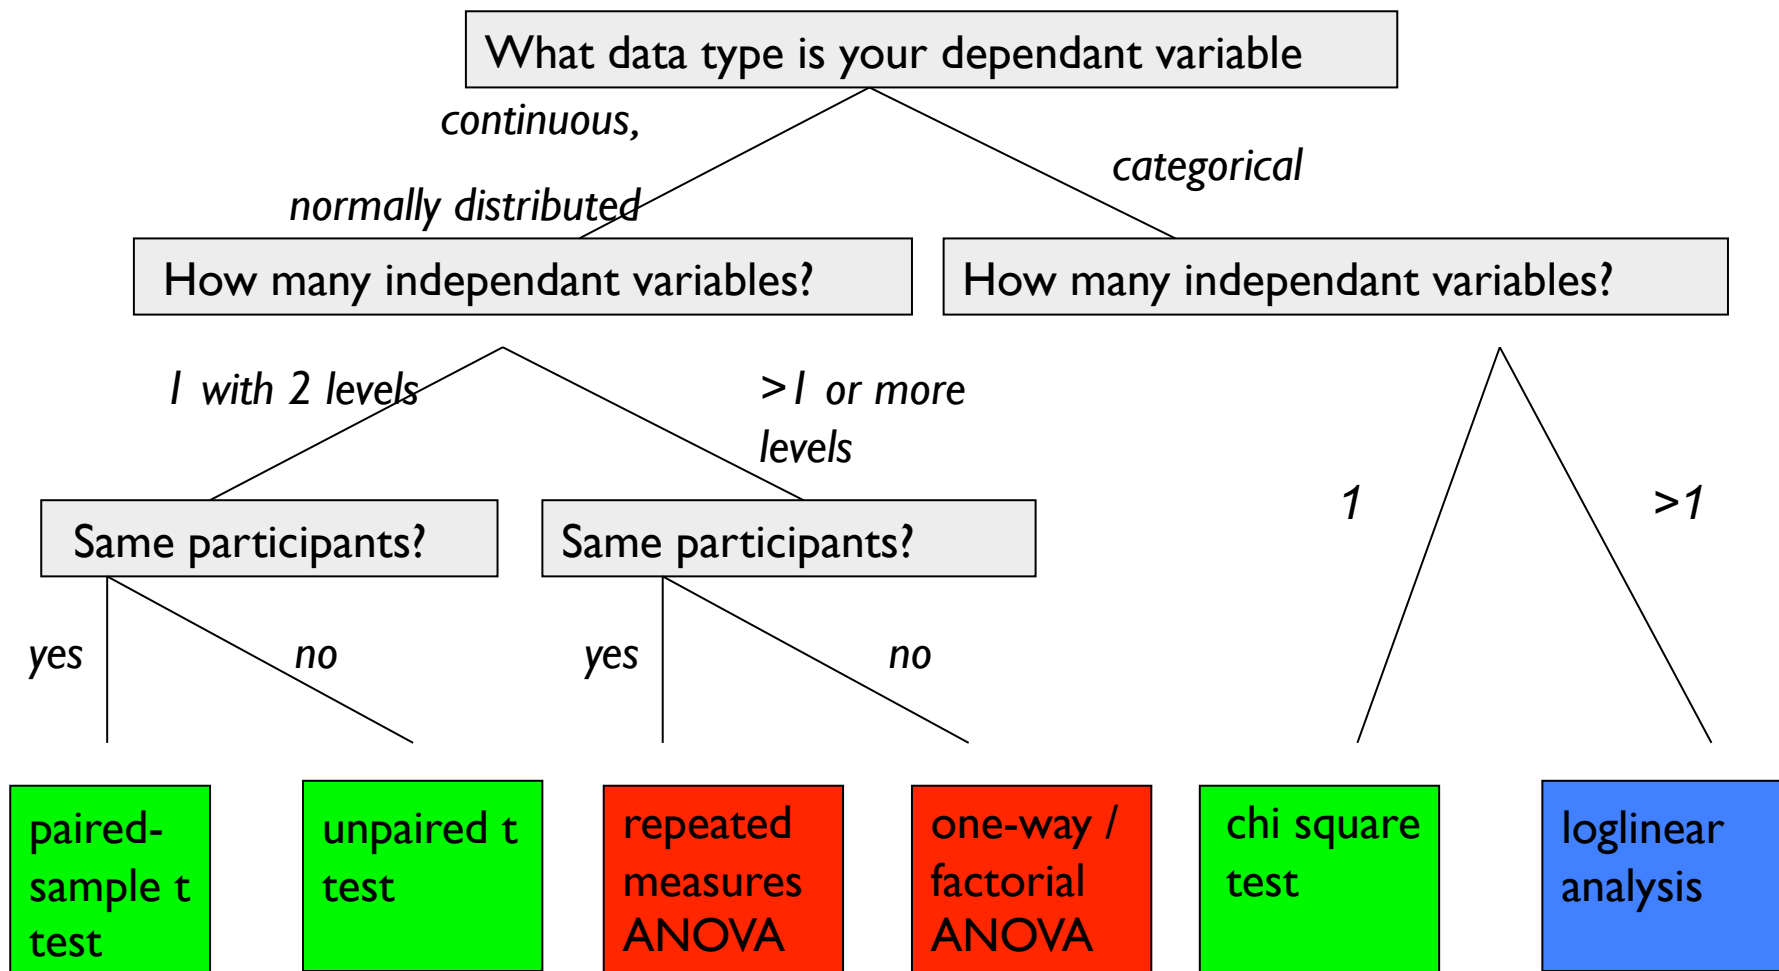 What data type is your dependant variable
continuous,
normally distributed
categorical
How many independant variables?
How many independant variables?
1 with 2 levels
>1 or more
levels
1
>1
Same participants?
Same participants?
yes
no
yes
no
paired-
sample t
test
unpaired t
test
repeated
measures
ANOVA
one-way /
factorial
ANOVA
chi square
test
loglinear
analysis